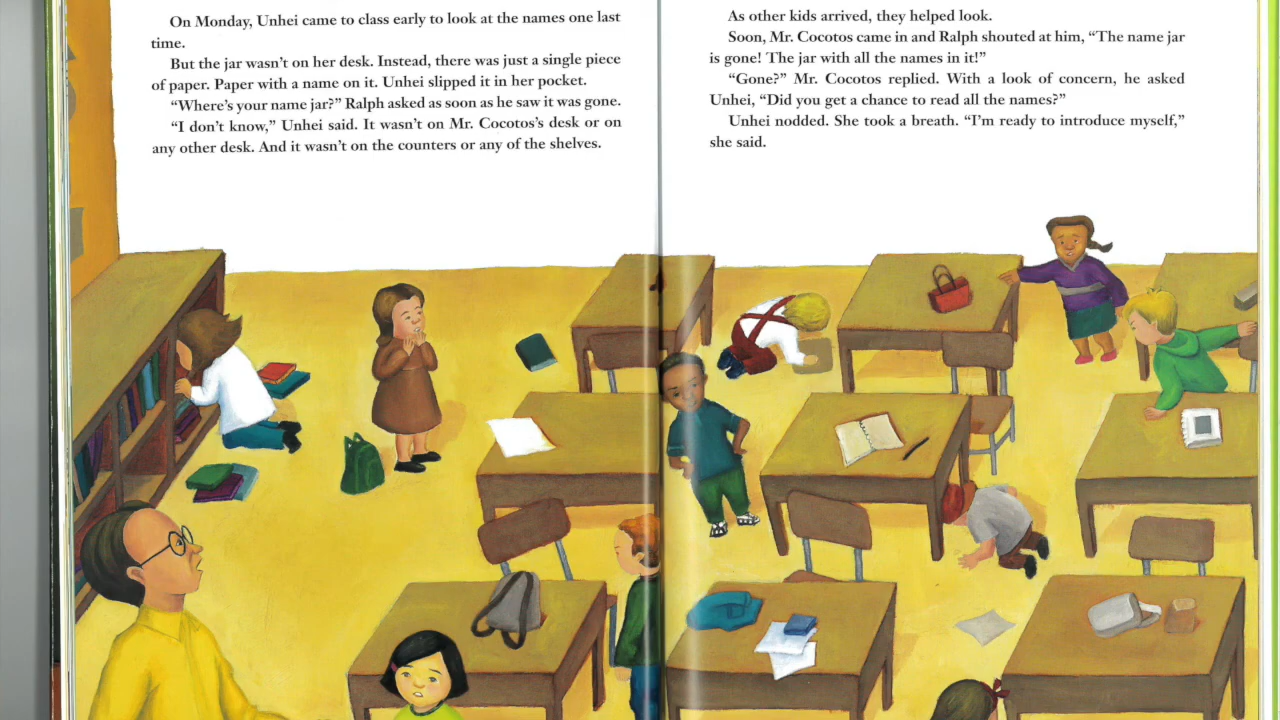 On Monday, Unhei came to class early to look at the names one last
time.
But the jar wasn't on her desk. Instead, there was just a single piece
of paper. Paper with a name on it. Unhei slipped it in her pocket.
“Where's your name jar?” Ralph asked as soon as he saw it was gone.
“I don't know,” Unhei said. It wasn't on Mr. Cocotos's desk or on
any other desk. And it wasn't on the counters or any of the shelves.
As other kids arrived, they helped look.
Soon, Mr. Cocotos came in and Ralph shouted at him, “The name jar
is gone! The jar with all the names in it!”
“Gone?” Mr. Cocotos replied. With a look of concern, he asked
Unhei, “Did you get a chance to read all the names?”
Unhei nodded. She took a breath. “I'm ready to introduce myself,”
she said.